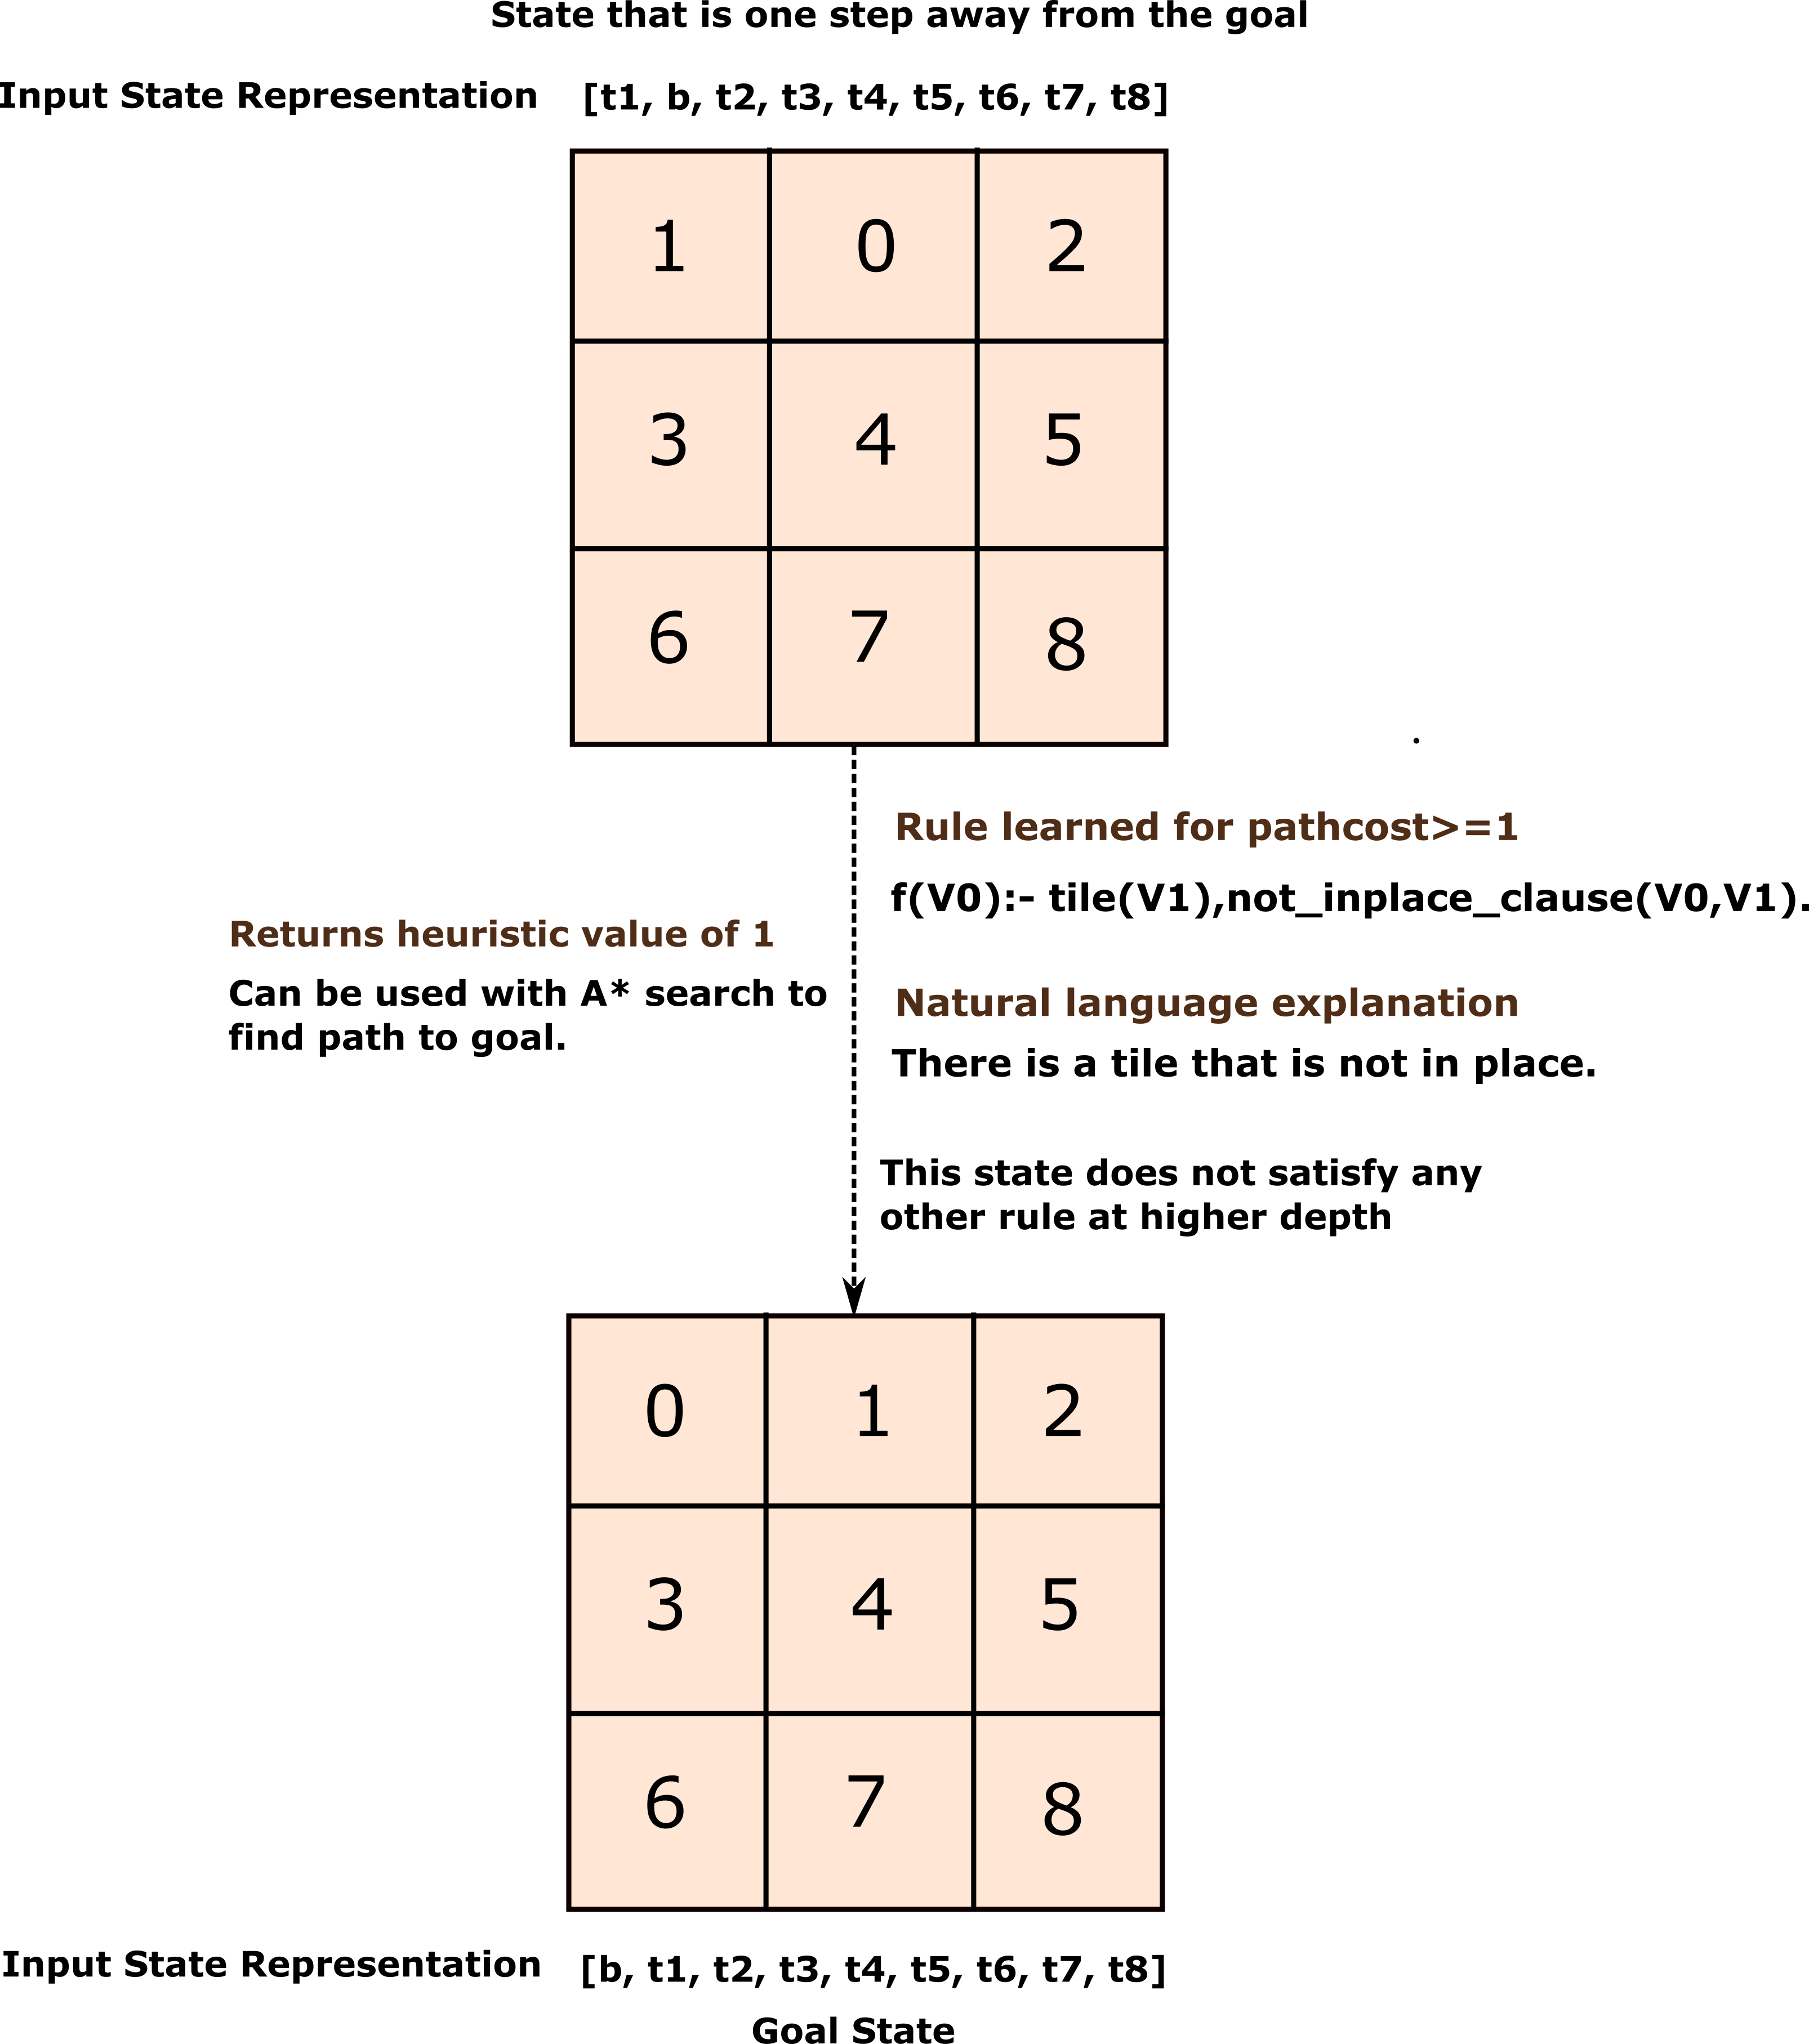 State that is one step away from the goal
Input State Representation [t1, b, t2, t3, t4, t5, t6, t7, t8]
1 0 2
3 4 5
6 7 8
Rule learned for pathcost>=1
f(V0):- tile(V1),not_inplace_clause(V0,V1).
Returns heuristic value of 1
Can be used with A* search to
find path to goal.
Natural language explanation
There is a tile that is not in place.
This state does not satisfy any
other rule at higher depth
0 1 2
3 4 5
6 7 8
Input State Representation [b, t1, t2, t3, t4, t5, t6, t7, t8]
Goal State